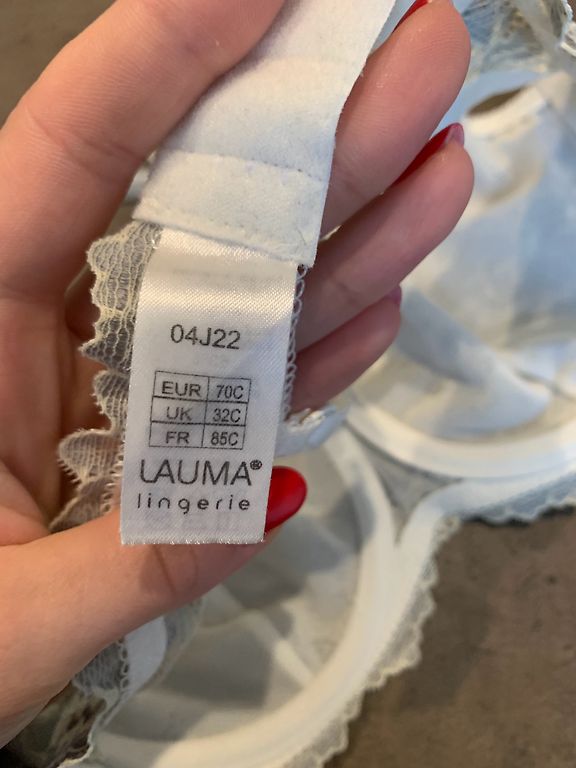 04J22
EUR 70C
UK 32C
FR 85C
LAUMA®
lingerie